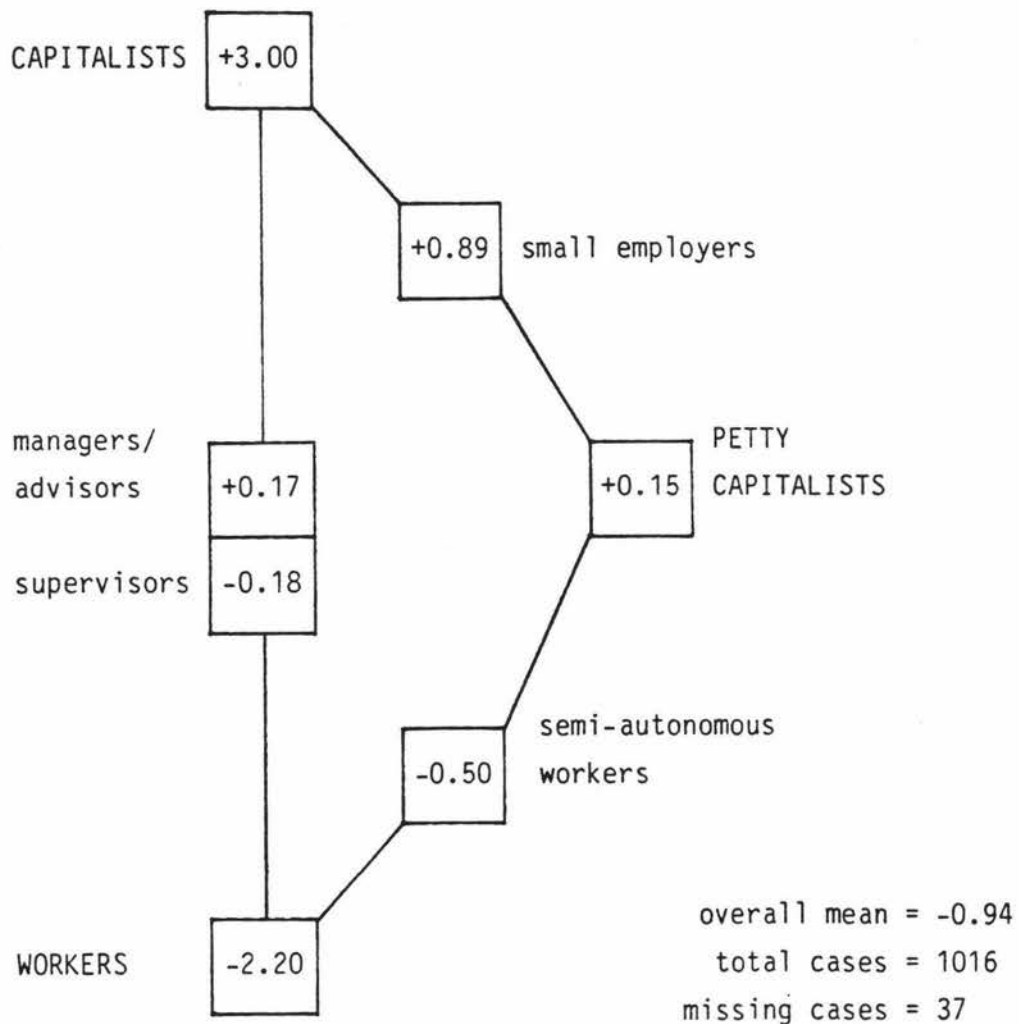 CAPITALISTS +3.00
+0.89 small employers
managers/
advisors
+0.17
PETTY
CAPITALISTS
+0.15
supervisors -0.18
semi-autonomous
workers
-0.50
WORKERS -2.20
overall mean = -0.94
total cases = 1016
missing cases = 37